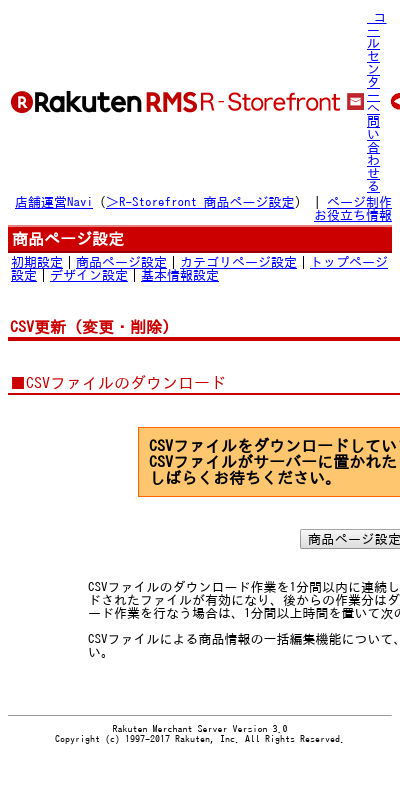 Rakuten RMS R-Storefront コールセンターへ問い合わせる
店舗運営Navi（＞R-Storefront 商品ページ設定） | ページ制作
お役立ち情報
商品ページ設定
初期設定 | 商品ページ設定 | カテゴリページ設定 | トップページ
設定 | デザイン設定 | 基本情報設定
CSV更新（変更・削除）
■CSVファイルのダウンロード
CSVファイルをダウンロードしてい
CSVファイルがサーバーに置かれた
しばらくお待ちください。
商品ページ設定
CSVファイルのダウンロード作業を1分間以内に連続し
ドされたファイルが有効になり、後からの作業分はダ
ード作業を行なう場合は、1分間以上時間を置いて次の
CSVファイルによる商品情報の一括編集機能について、
い。
Rakuten Merchant Server Version 3.0
Copyright (c) 1997-2017 Rakuten, Inc. All Rights Reserved.